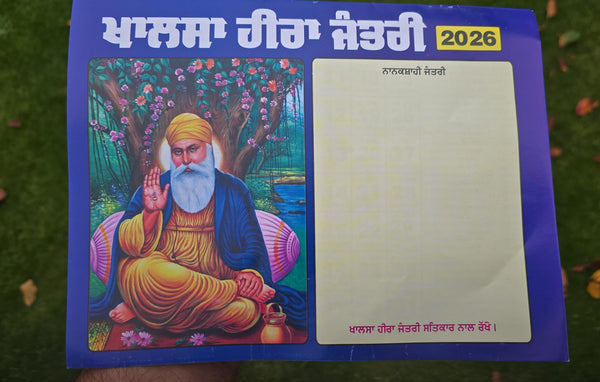 ਖਾਲਸਾ ਹੀਰਾ ਜੰਤਰੀ 2026
ਨਾਨਕਸ਼ਾਹੀ ਜੰਤਰੀ
ਖਾਲਸਾ ਹੀਰਾ ਜੰਤਰੀ ਸਤਿਕਾਰ ਨਾਲ ਰੱਖੋ।